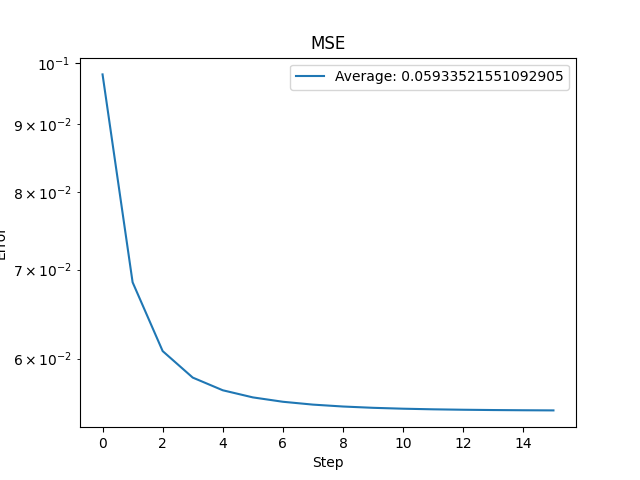 MSE
Average: 0.05933521551092905
10⁻¹
9 × 10⁻²
8 × 10⁻²
7 × 10⁻²
6 × 10⁻²
Error
0 2 4 6 8 10 12 14
Step